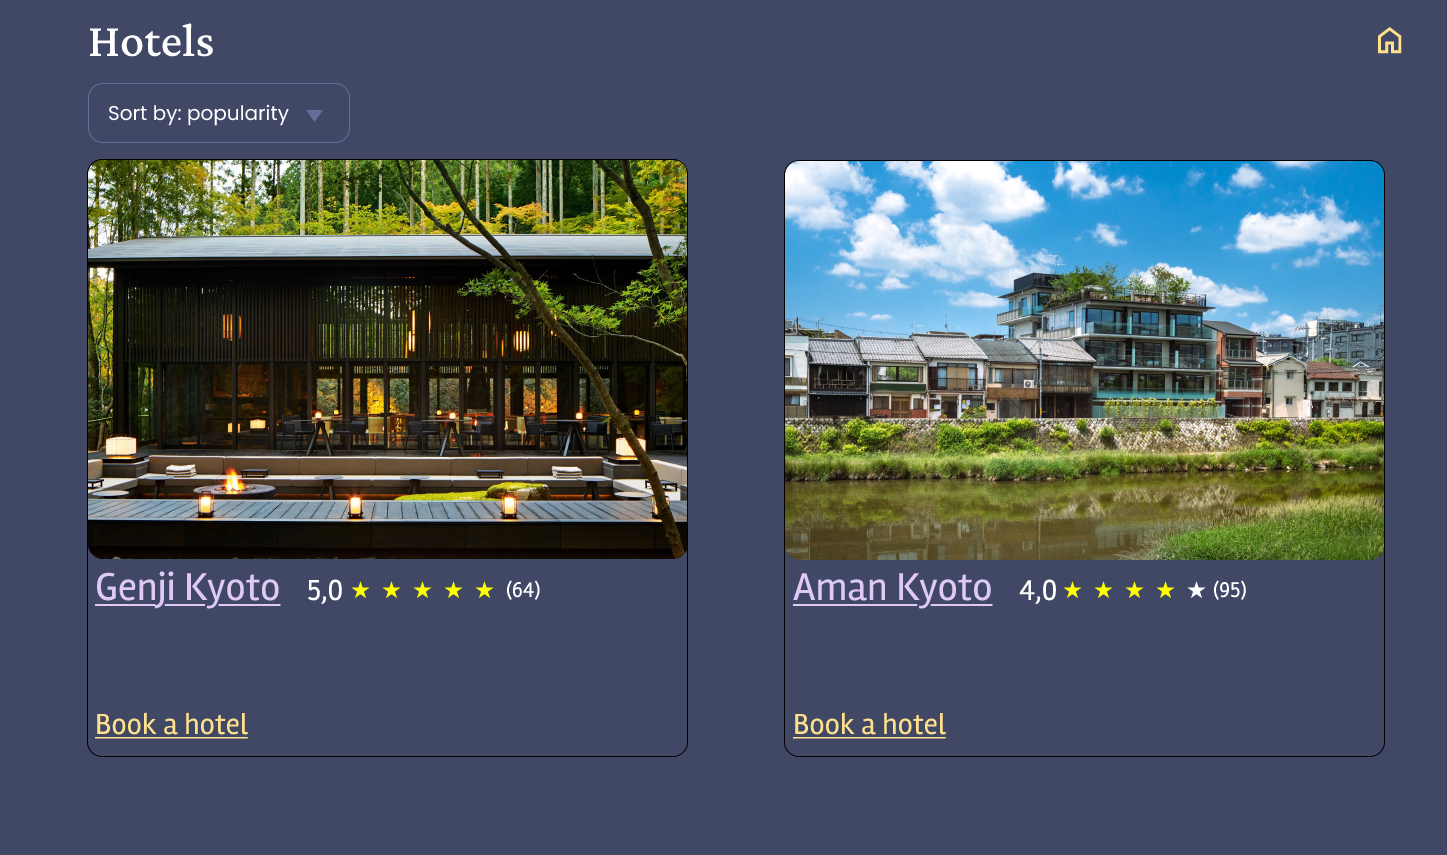 Hotels
Sort by: popularity
Genji Kyoto 5,0 ★ ★ ★ ★ ★ (64)
Book a hotel
Aman Kyoto 4,0 ★ ★ ★ ★ ★ (95)
Book a hotel